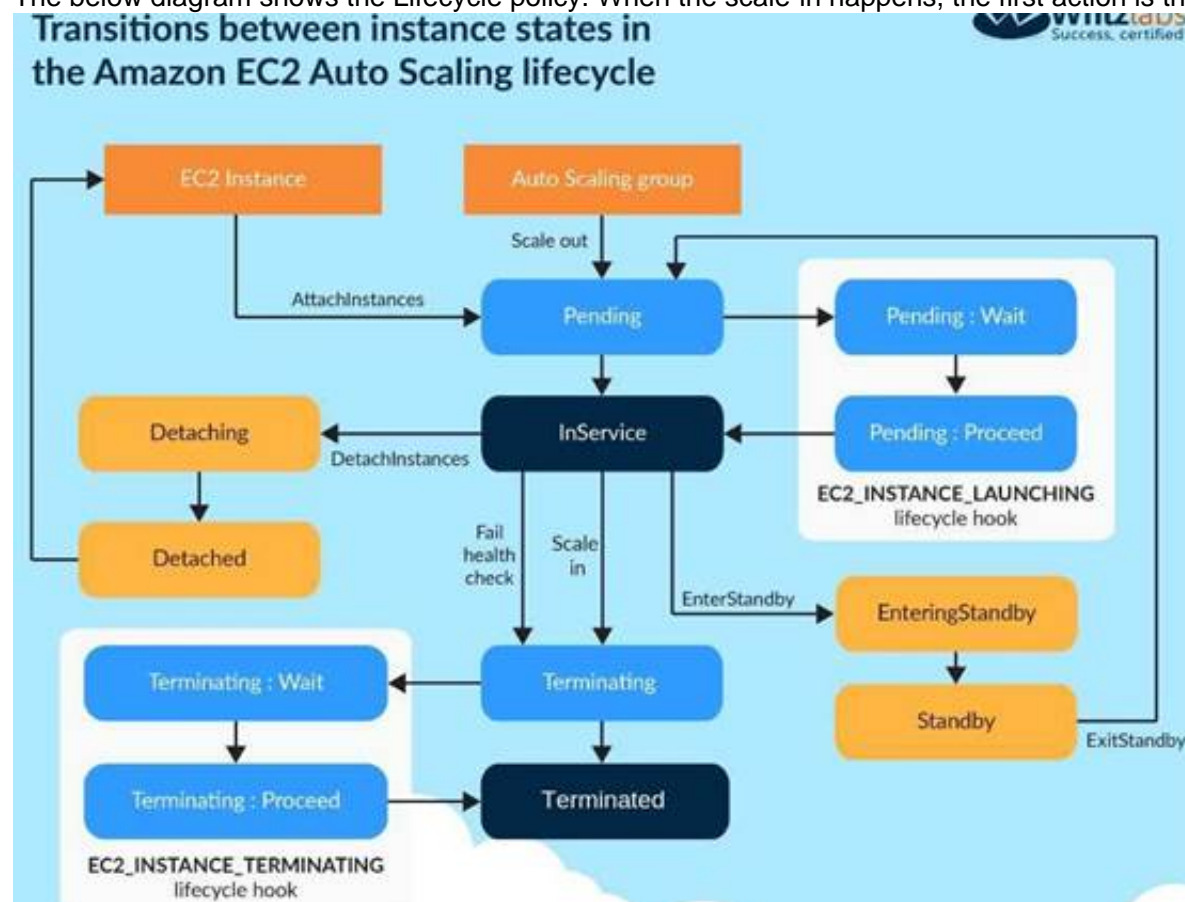 The below diagram shows the Lifecycle policy. When the scale-in happens, the first action is
Transitions between instance states in
the Amazon EC2 Auto Scaling lifecycle
Success, certified
EC2 Instance
Auto Scaling group
Scale out
AttachInstances
Pending
Pending : Wait
Detaching
DetachInstances
InService
Pending : Proceed
EC2_INSTANCE_LAUNCHING
lifecycle hook
Detached
Fail
health
check
Scale
in
EnterStandby
EnteringStandby
Terminating : Wait
Terminating
Standby
ExitStandby
Terminating : Proceed
Terminated
EC2_INSTANCE_TERMINATING
lifecycle hook